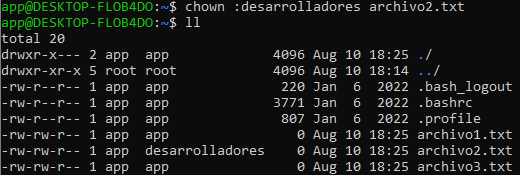 app@DESKTOP-FLOB4DO:~$ chown :desarrolladores archivo2.txt
app@DESKTOP-FLOB4DO:~$ ll
total 20
drwxr-x--- 2 app  app             4096 Aug 10 18:25 ./
drwxr-xr-x 5 root root            4096 Aug 10 18:14 ../
-rw-r--r-- 1 app  app              220 Jan  6  2022 .bash_logout
-rw-r--r-- 1 app  app             3771 Jan  6  2022 .bashrc
-rw-r--r-- 1 app  app              807 Jan  6  2022 .profile
-rw-rw-r-- 1 app  app                0 Aug 10 18:25 archivo1.txt
-rw-rw-r-- 1 app  desarrolladores    0 Aug 10 18:25 archivo2.txt
-rw-rw-r-- 1 app  app                0 Aug 10 18:25 archivo3.txt